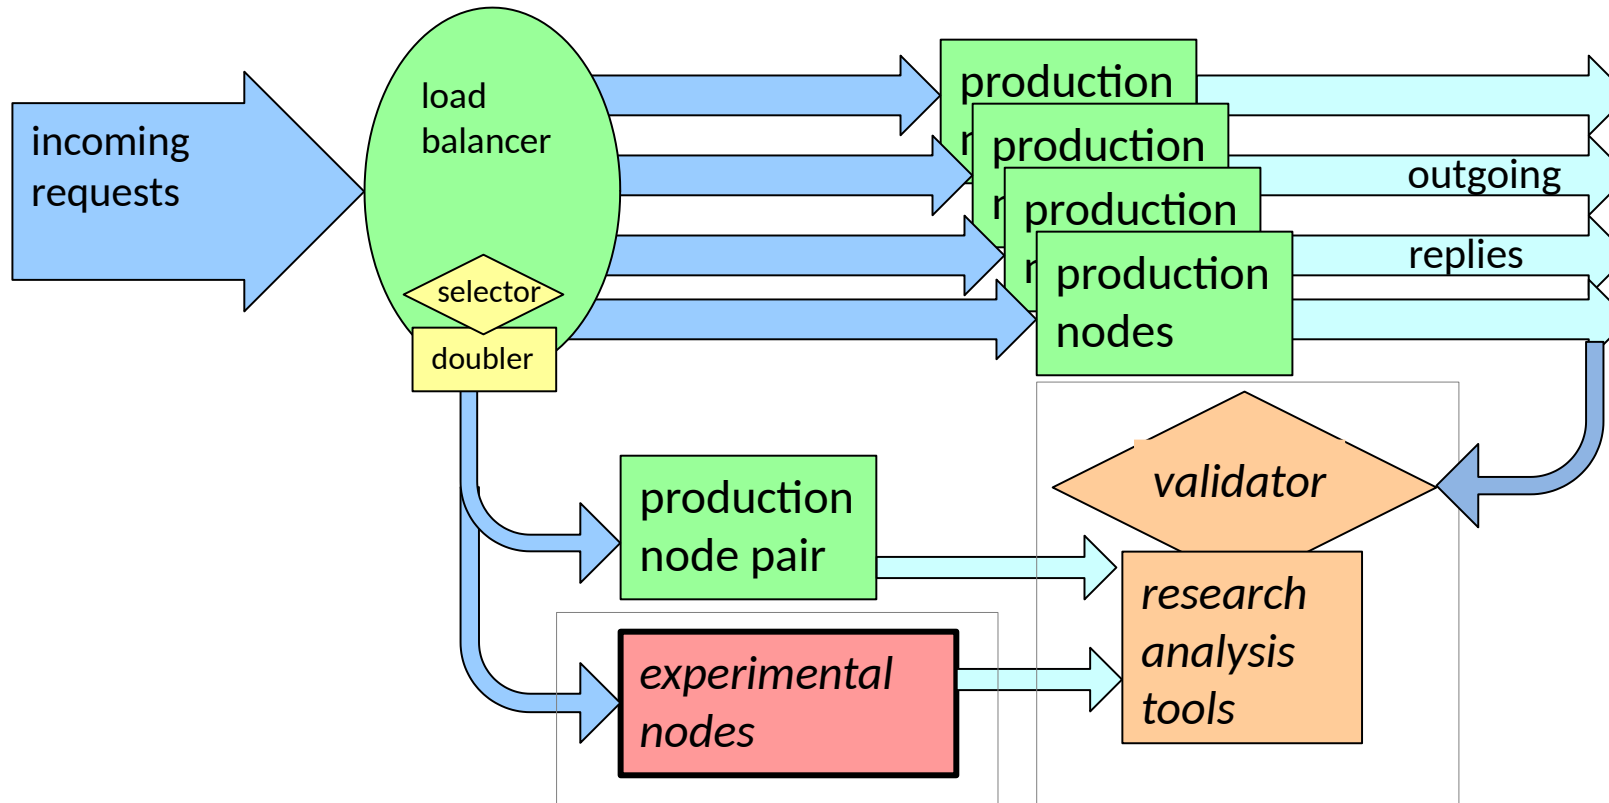 incoming
requests
load
balancer
selector
doubler
production
production
production
production
nodes
outgoing
replies
production
node pair
experimental
nodes
validator
research
analysis
tools